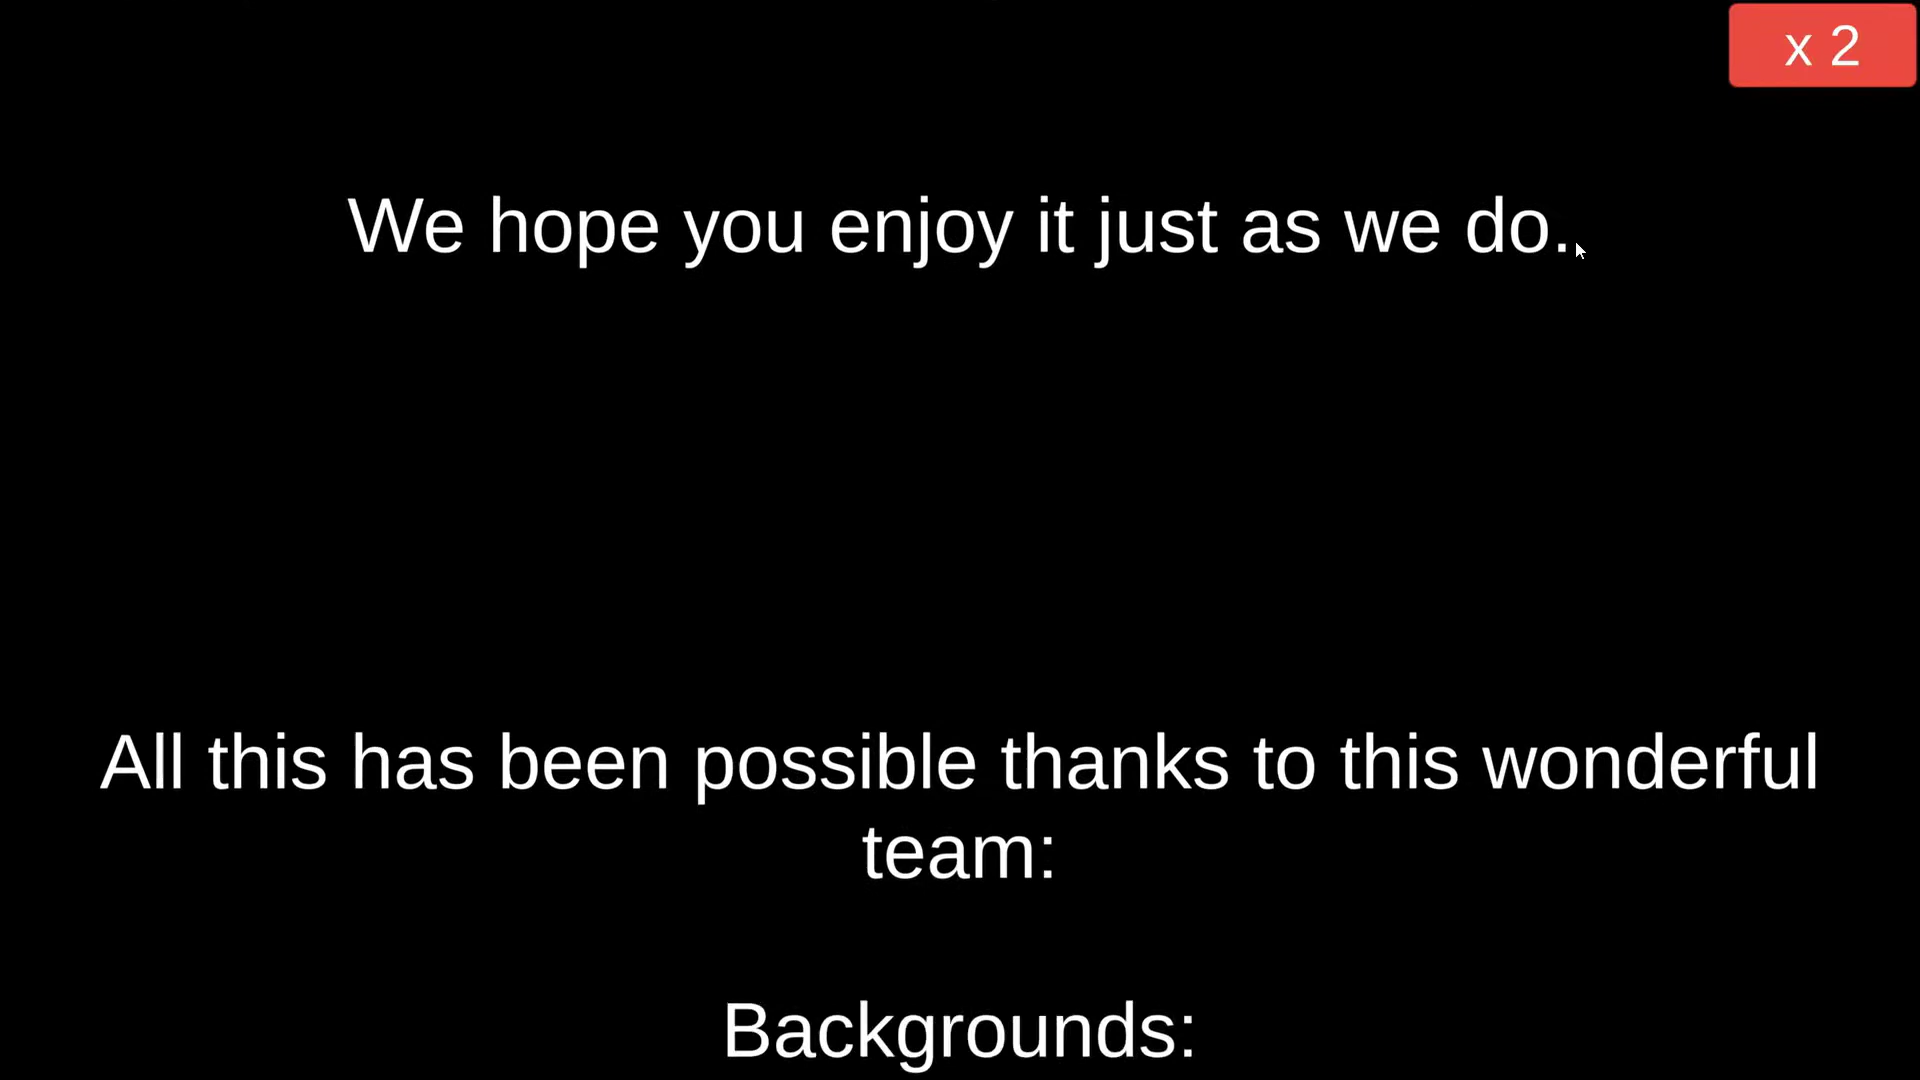 x 2
We hope you enjoy it just as we do.
All this has been possible thanks to this wonderful
team:
Backgrounds: